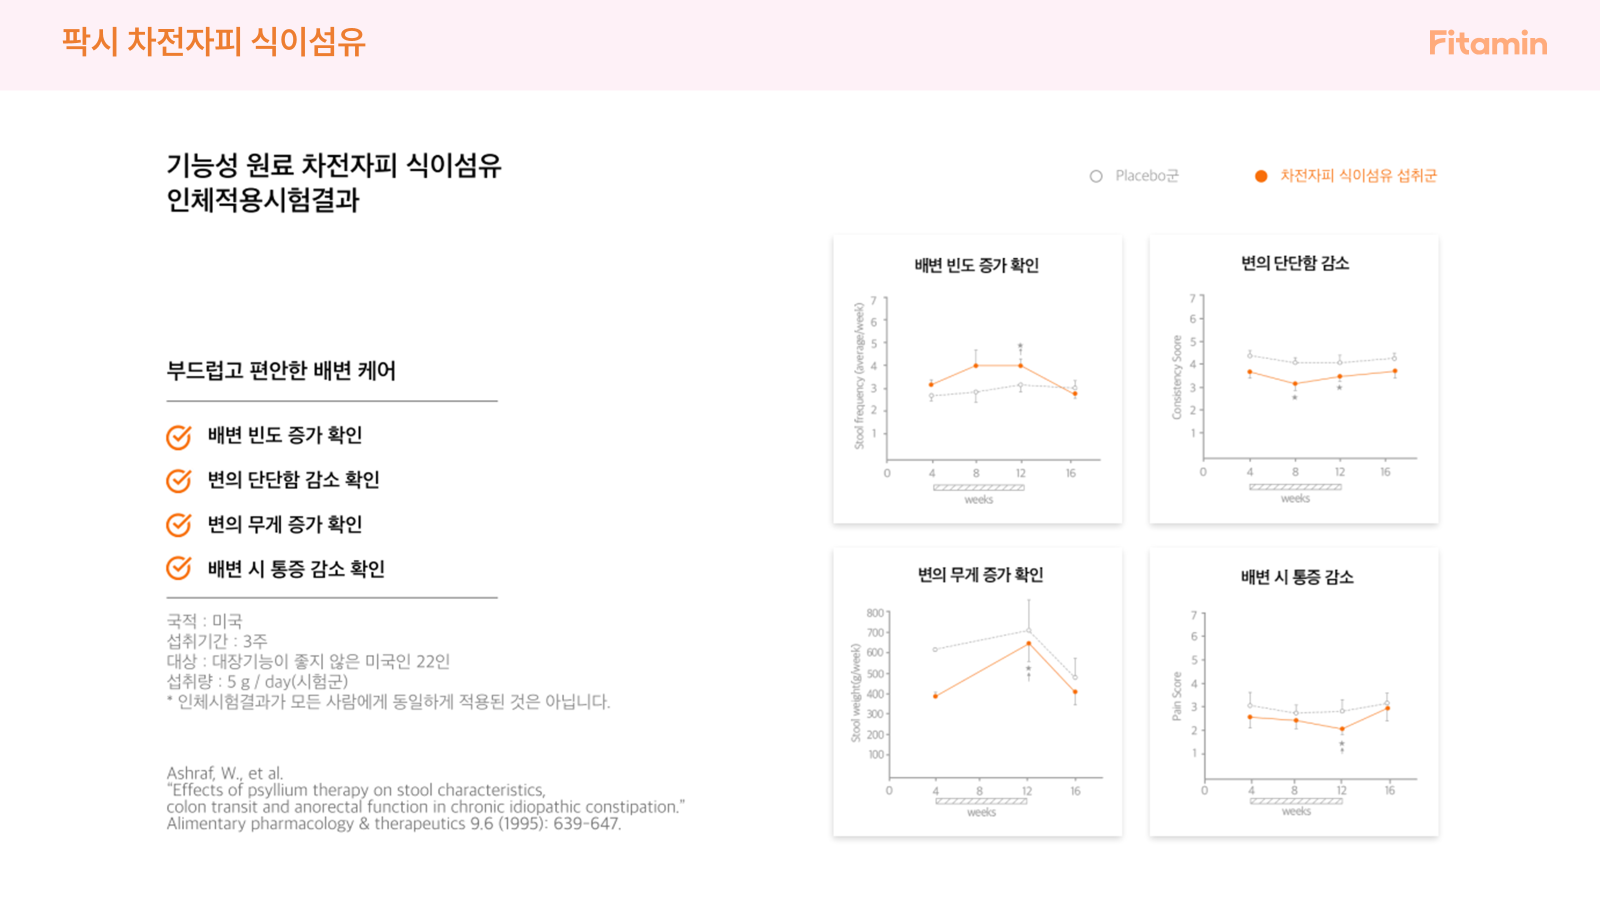 팍시 차전자피 식이섬유
Fitamin
기능성 원료 차전자피 식이섬유
인체적용시험결과
부드럽고 편안한 배변 케어
배변 빈도 증가 확인
변의 단단함 감소 확인
변의 무게 증가 확인
배변 시 통증 감소 확인
국적 : 미국
섭취기간 : 3주
대상 : 대장기능이 좋지 않은 미국인 22인
섭취량 : 5 g / day(시험군)
* 인체시험결과가 모든 사람에게 동일하게 적용된 것은 아닙니다.
Ashraf, W., et al.
“Effects of psyllium therapy on stool characteristics,
colon transit and anorectal function in chronic idiopathic constipation.”
Alimentary pharmacology & therapeutics 9.6 (1995): 639-647.
Placebo군
차전자피 식이섬유 섭취군
배변 빈도 증가 확인
Stool frequency (average/week)
7
6
5
4
3
2
1
*
†
0 4 8 12 16
weeks
변의 단단함 감소
Consistency Soore
7
6
5
4
3
2
1
*
*
0 4 8 12 16
weeks
변의 무게 증가 확인
Stool weight(g/week)
800
700
600
500
400
300
200
100
*
†
0 4 8 12 16
weeks
배변 시 통증 감소
Pain Score
7
6
5
4
3
2
1
*
†
0 4 8 12 16
weeks